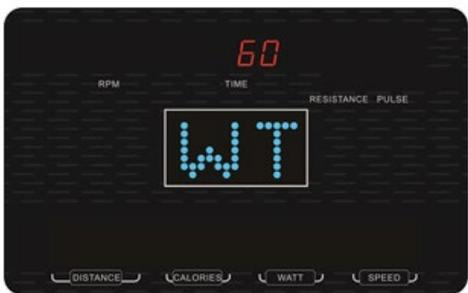 60
RPM TIME
RESISTANCE PULSE
WT
DISTANCE CALORIES WATT SPEED